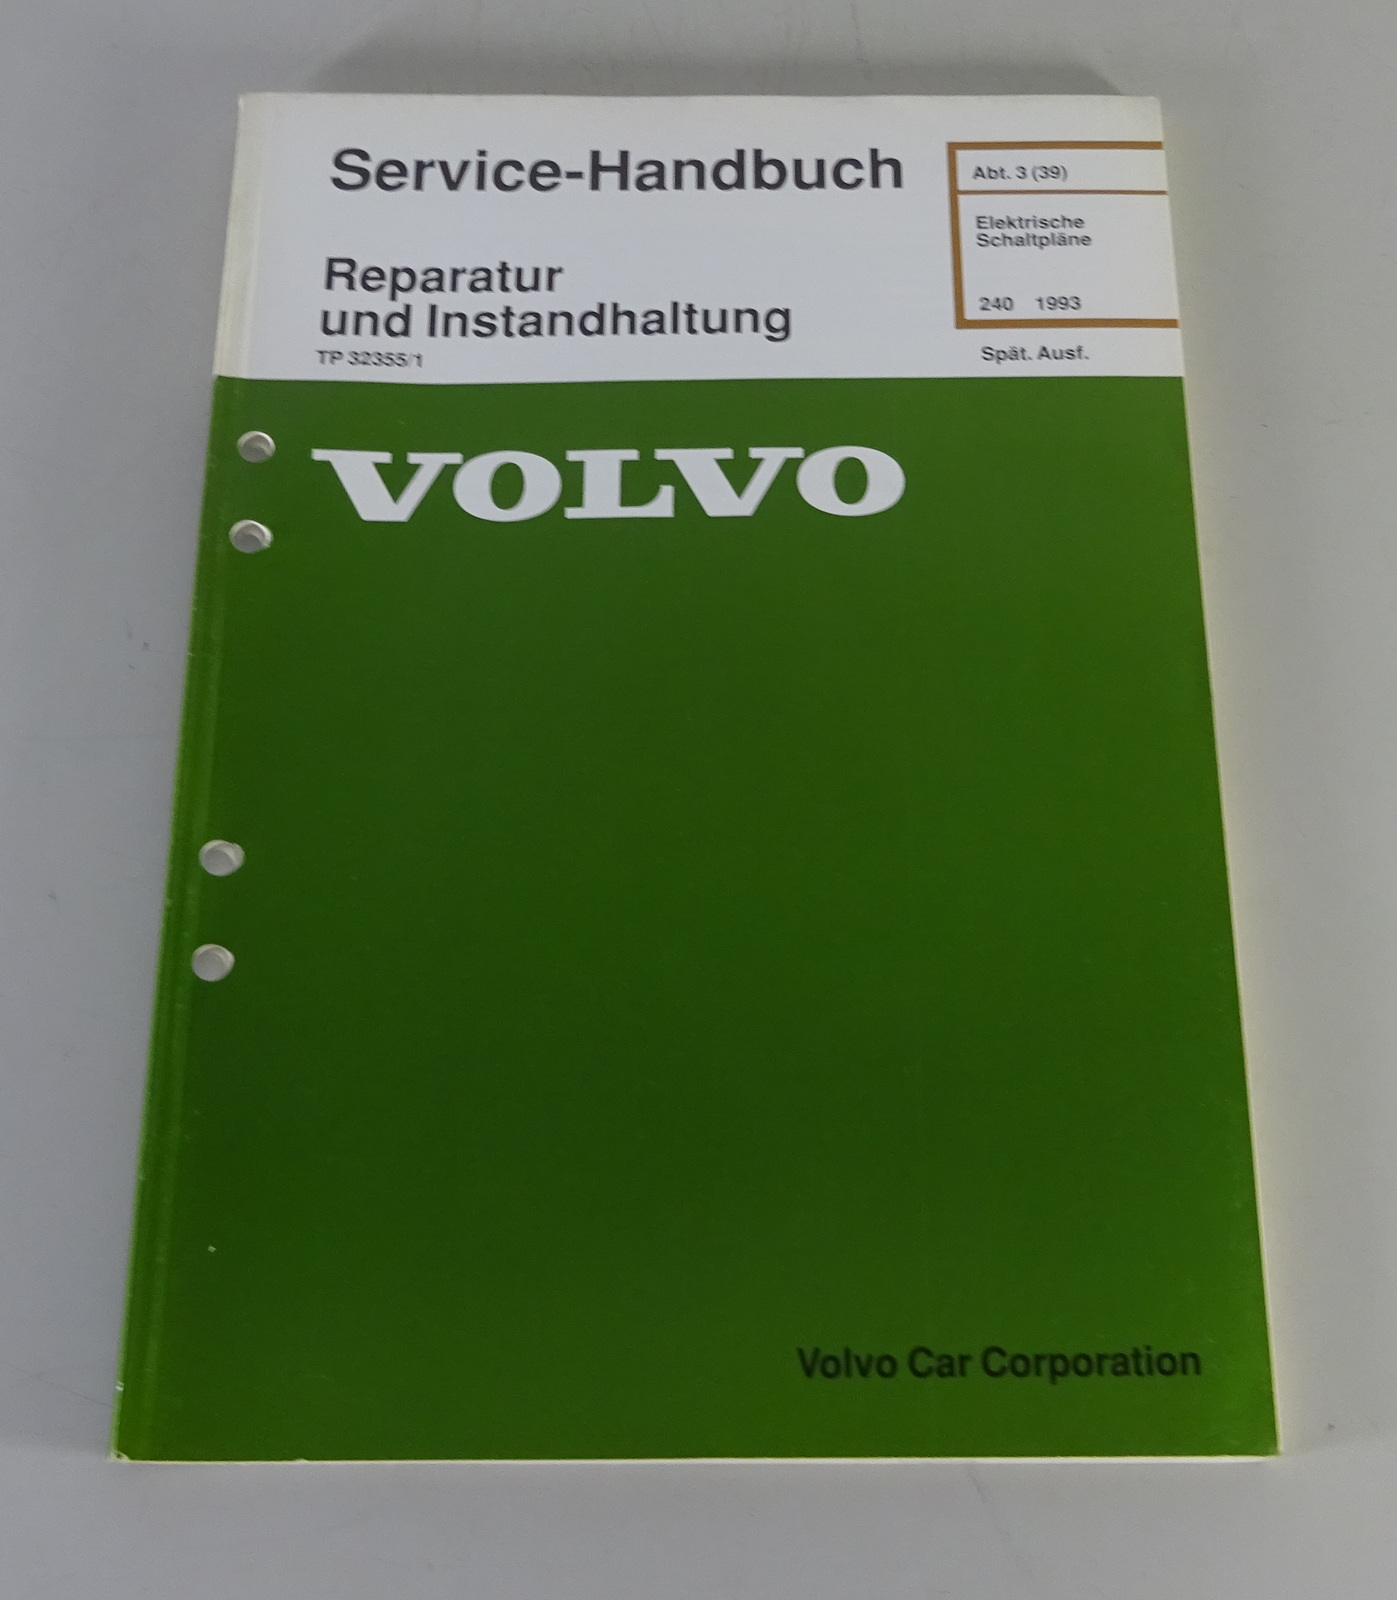 Service-Handbuch
Reparatur
und Instandhaltung
TP 32355/1
Abt. 3 (39)
Elektrische
Schaltpläne
240 1993
Spät. Ausf.
VOLVO
Volvo Car Corporation